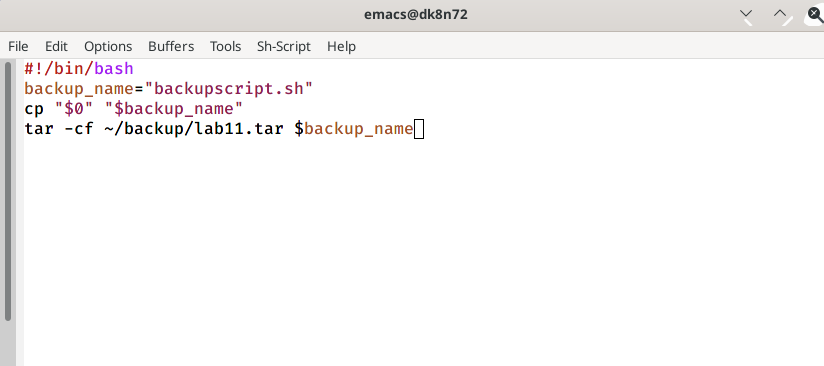 emacs@dk8n72
File Edit Options Buffers Tools Sh-Script Help
#!/bin/bash
backup_name="backupscript.sh"
cp "$0" "$backup_name"
tar -cf ~/backup/lab11.tar $backup_name